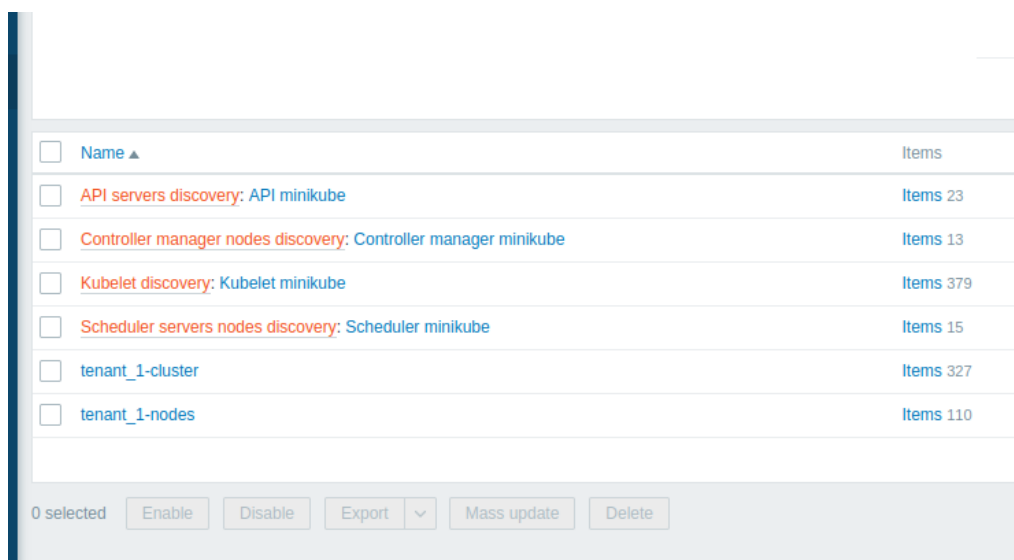 Name Items
API servers discovery: API minikube Items 23
Controller manager nodes discovery: Controller manager minikube Items 13
Kubelet discovery: Kubelet minikube Items 379
Scheduler servers nodes discovery: Scheduler minikube Items 15
tenant_1-cluster Items 327
tenant_1-nodes Items 110
0 selected Enable Disable Export Mass update Delete